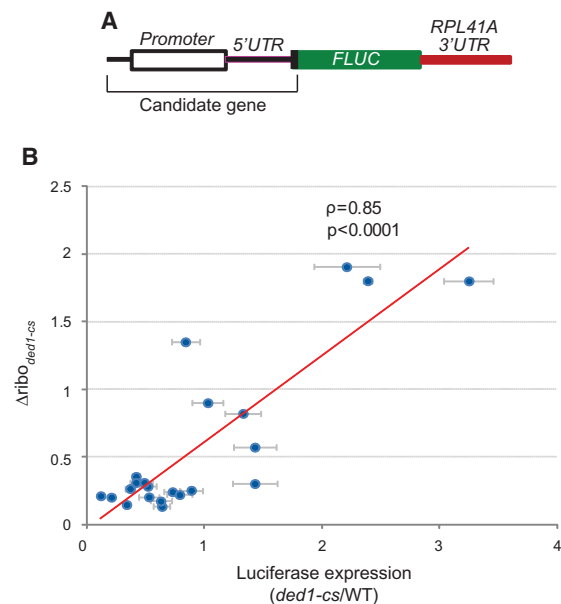 A
Promoter
5'UTR
FLUC
RPL41A
3'UTR
Candidate gene
B
2.5
2
1.5
1
0.5
0
ρ=0.85
p<0.0001
Δribo ded1-cs
0 1 2 3 4
Luciferase expression
(ded1-cs/WT)